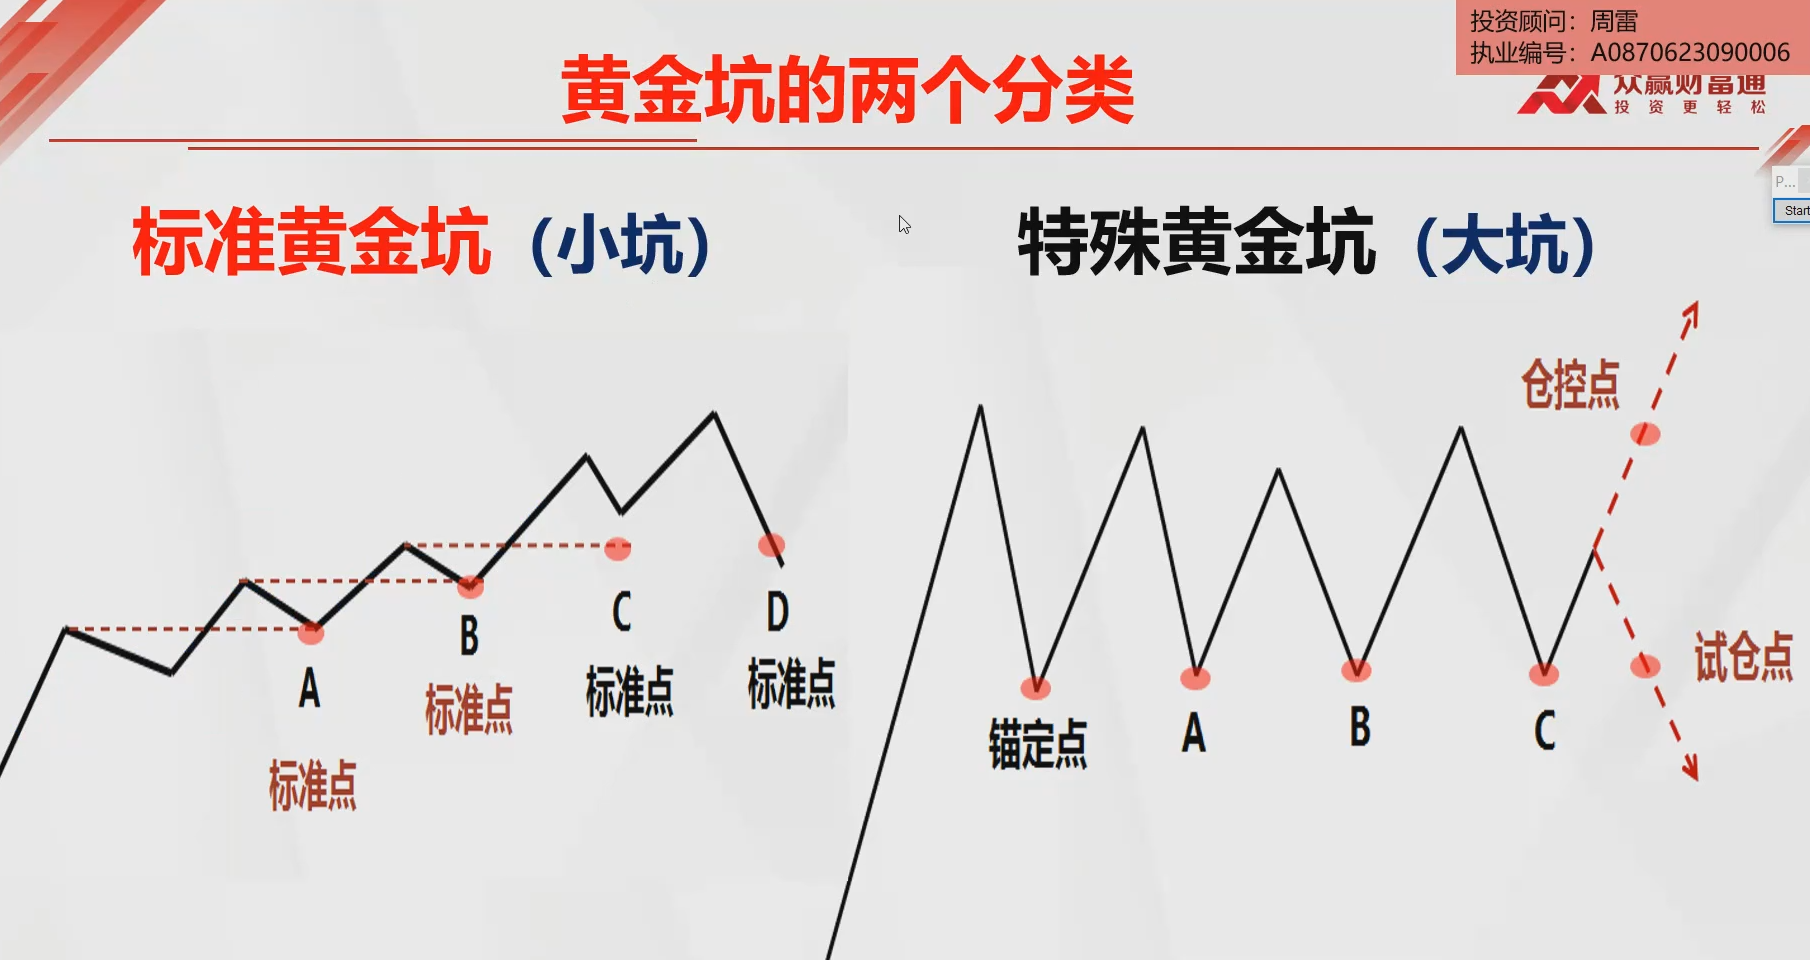 投资顾问：周雷
执业编号：A0870623090006
黄金坑的两个分类
众赢财富通
投资更轻松
P...
Start
标准黄金坑（小坑）
特殊黄金坑（大坑）
A
标准点
B
标准点
C
标准点
D
标准点
锚定点
A
B
C
仓控点
试仓点